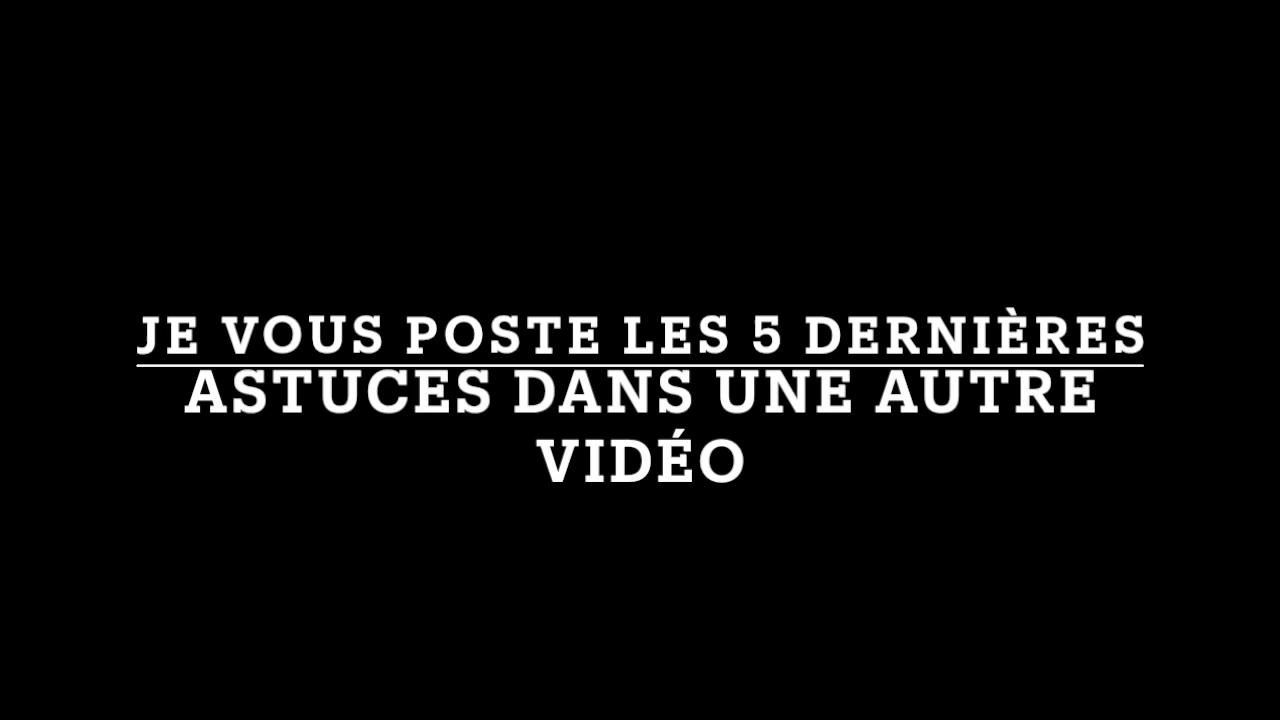 JE VOUS POSTE LES 5 DERNIÈRES
ASTUCES DANS UNE AUTRE
VIDÉO